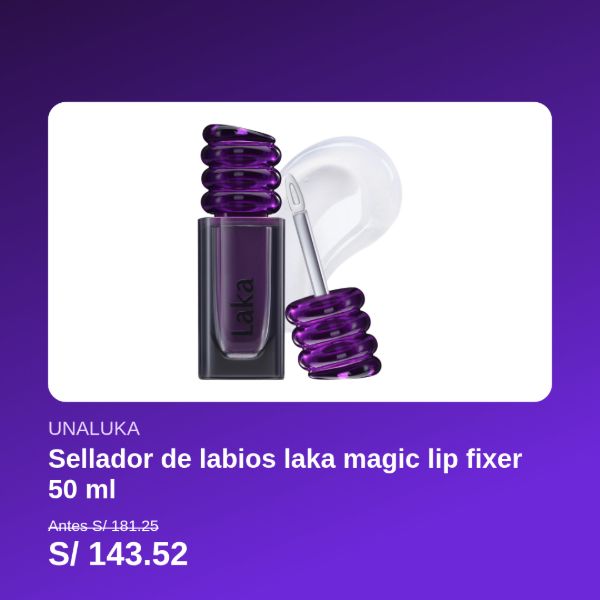 Laka
UNALUKA
Sellador de labios laka magic lip fixer
50 ml
Antes S/ 181.25
S/ 143.52